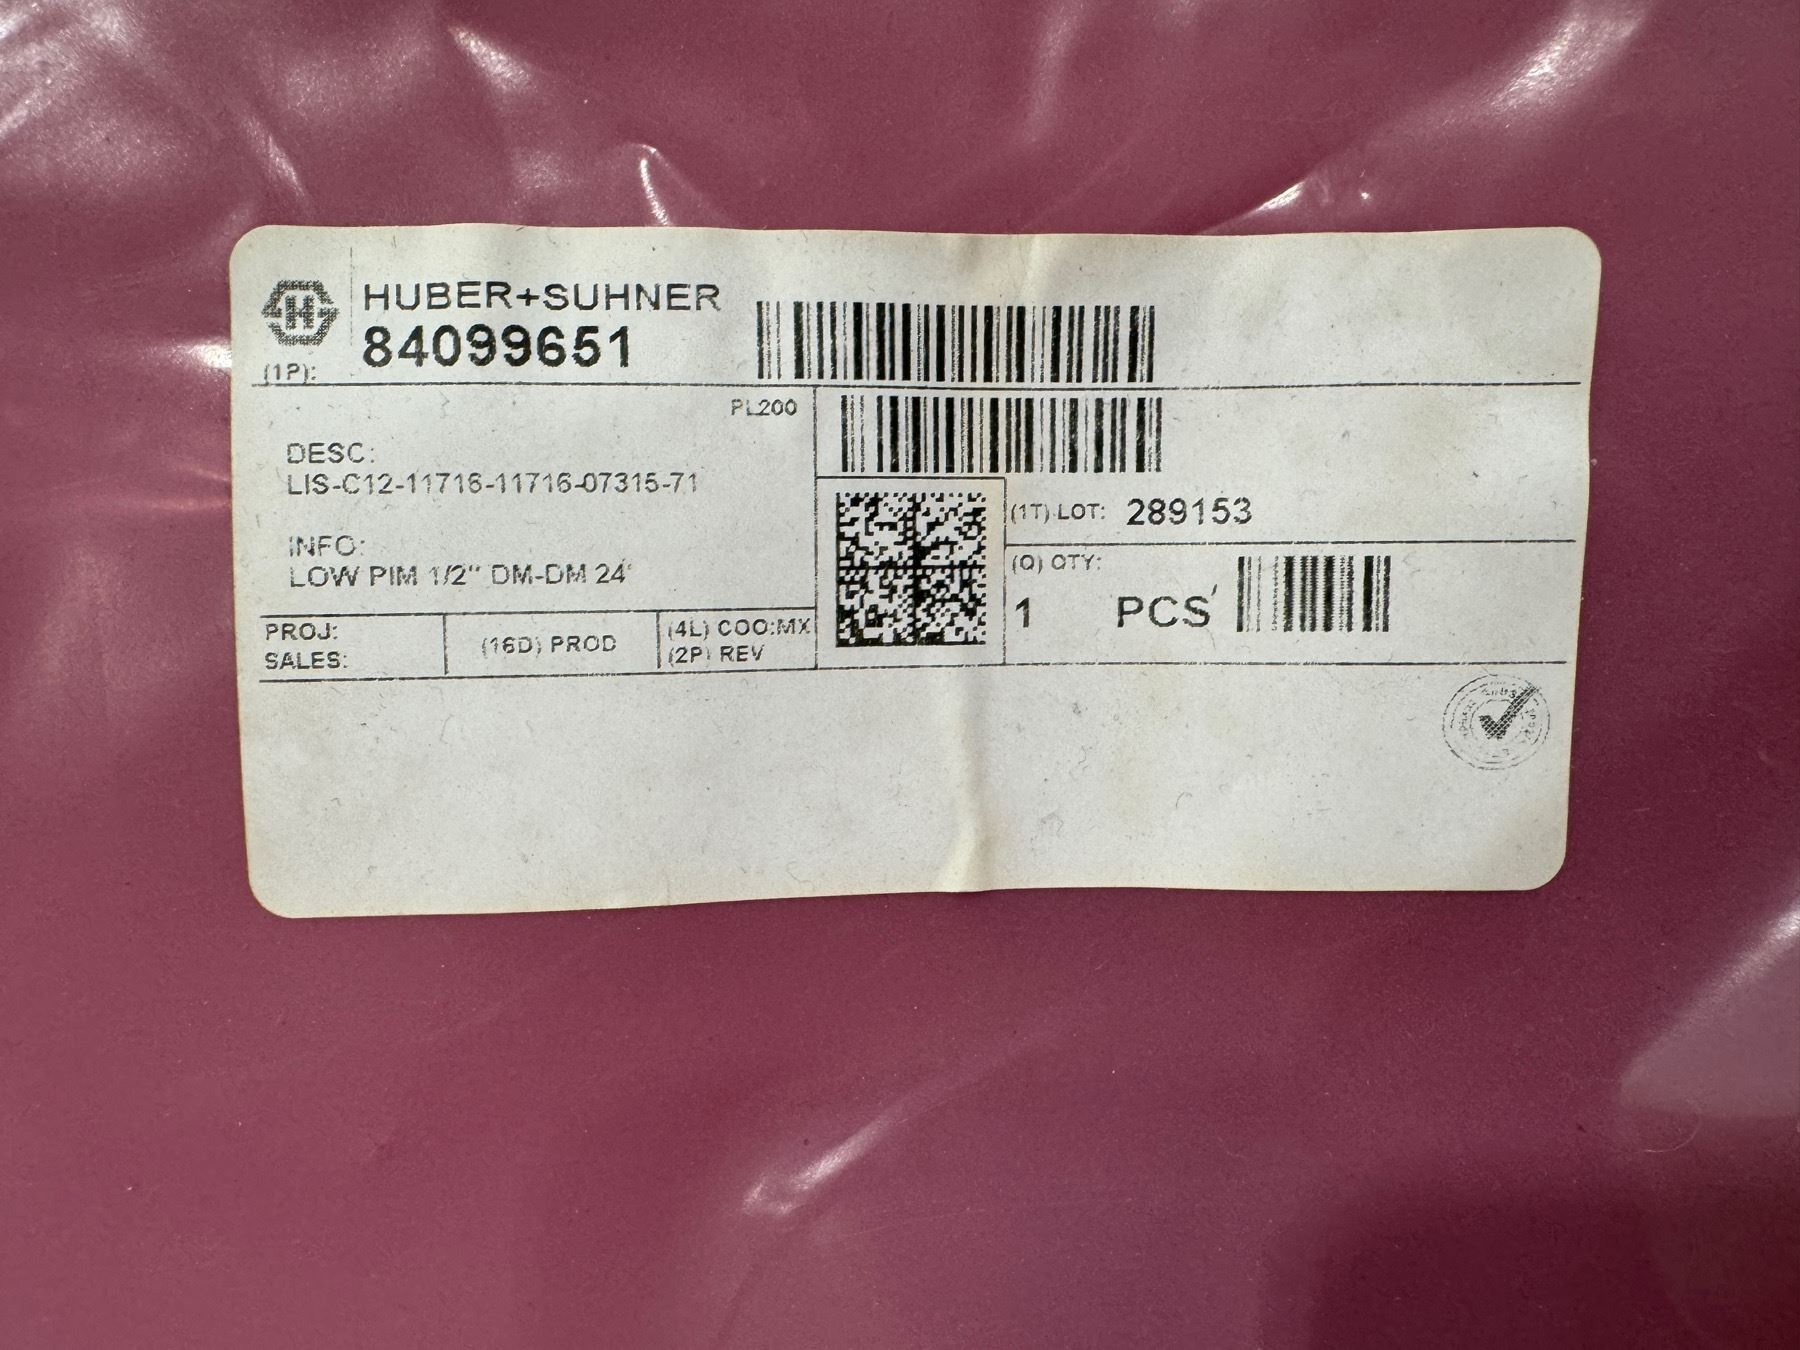 HUBER+SUHNER
(1P): 84099651
PL200
DESC:
LIS-C12-11716-11716-07315-71
INFO:
LOW PIM 1/2" DM-DM 24'
PROJ:
SALES:
(16D) PROD
(4L) COO:MX
(2P) REV
(1T) LOT: 289153
(Q) QTY:
1 PCS